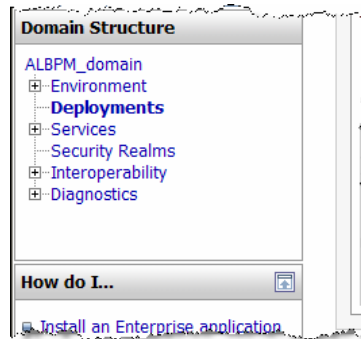 Domain Structure
ALBPM_domain
Environment
Deployments
Services
Security Realms
Interoperability
Diagnostics
How do I...
Install an Enterprise application